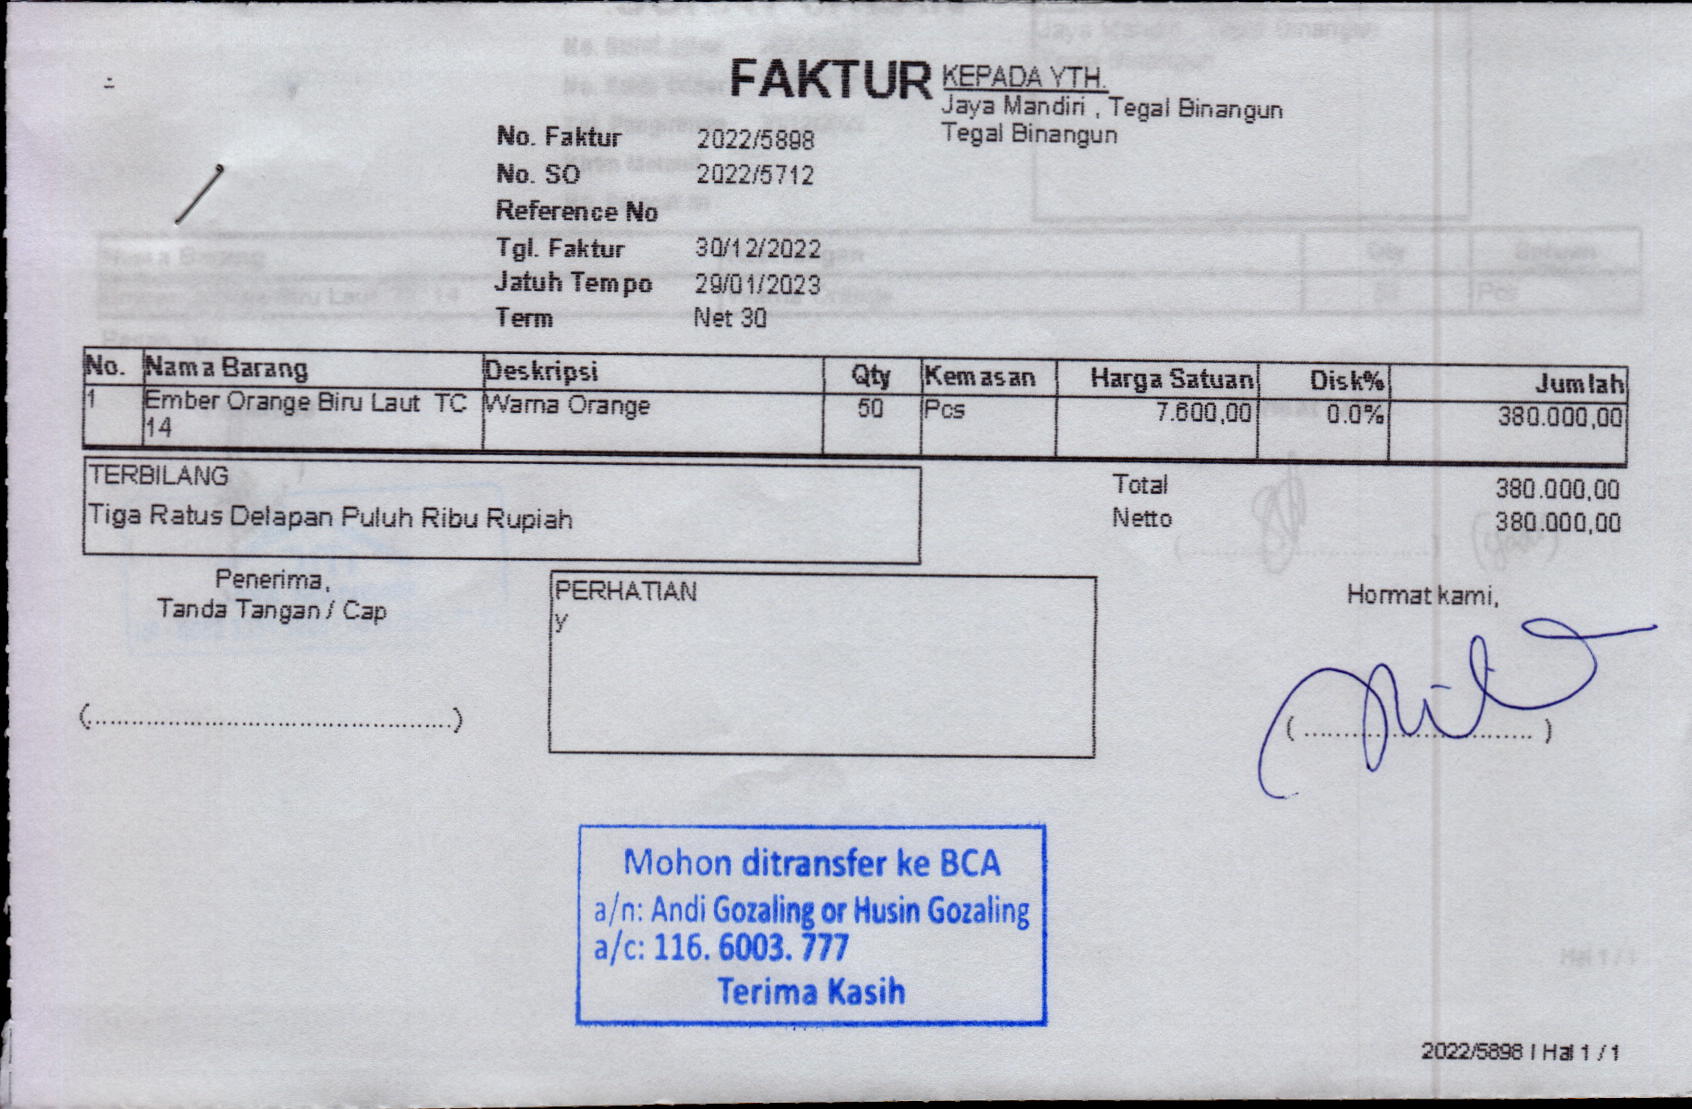 FAKTUR
KEPADA YTH.
Jaya Mandiri , Tegal Binangun
Tegal Binangun
No. Faktur 2022/5898
No. SO 2022/5712
Reference No
Tgl. Faktur 30/12/2022
Jatuh Tempo 29/01/2023
Term Net 30
No. Nama Barang Deskripsi Qty Kemasan Harga Satuan Disk% Jumlah
1 Ember Orange Biru Laut TC Warna Orange 50 Pcs 7.600,00 0.0% 380.000,00
14
TERBILANG
Tiga Ratus Delapan Puluh Ribu Rupiah
Total 380.000,00
Netto 380.000,00
Penerima,
Tanda Tangan / Cap
(............................................)
PERHATIAN
y
Hormat kami,
(............................... )
Mohon ditransfer ke BCA
a/n: Andi Gozaling or Husin Gozaling
a/c: 116. 6003. 777
Terima Kasih
2022/5898 | Hal 1 / 1